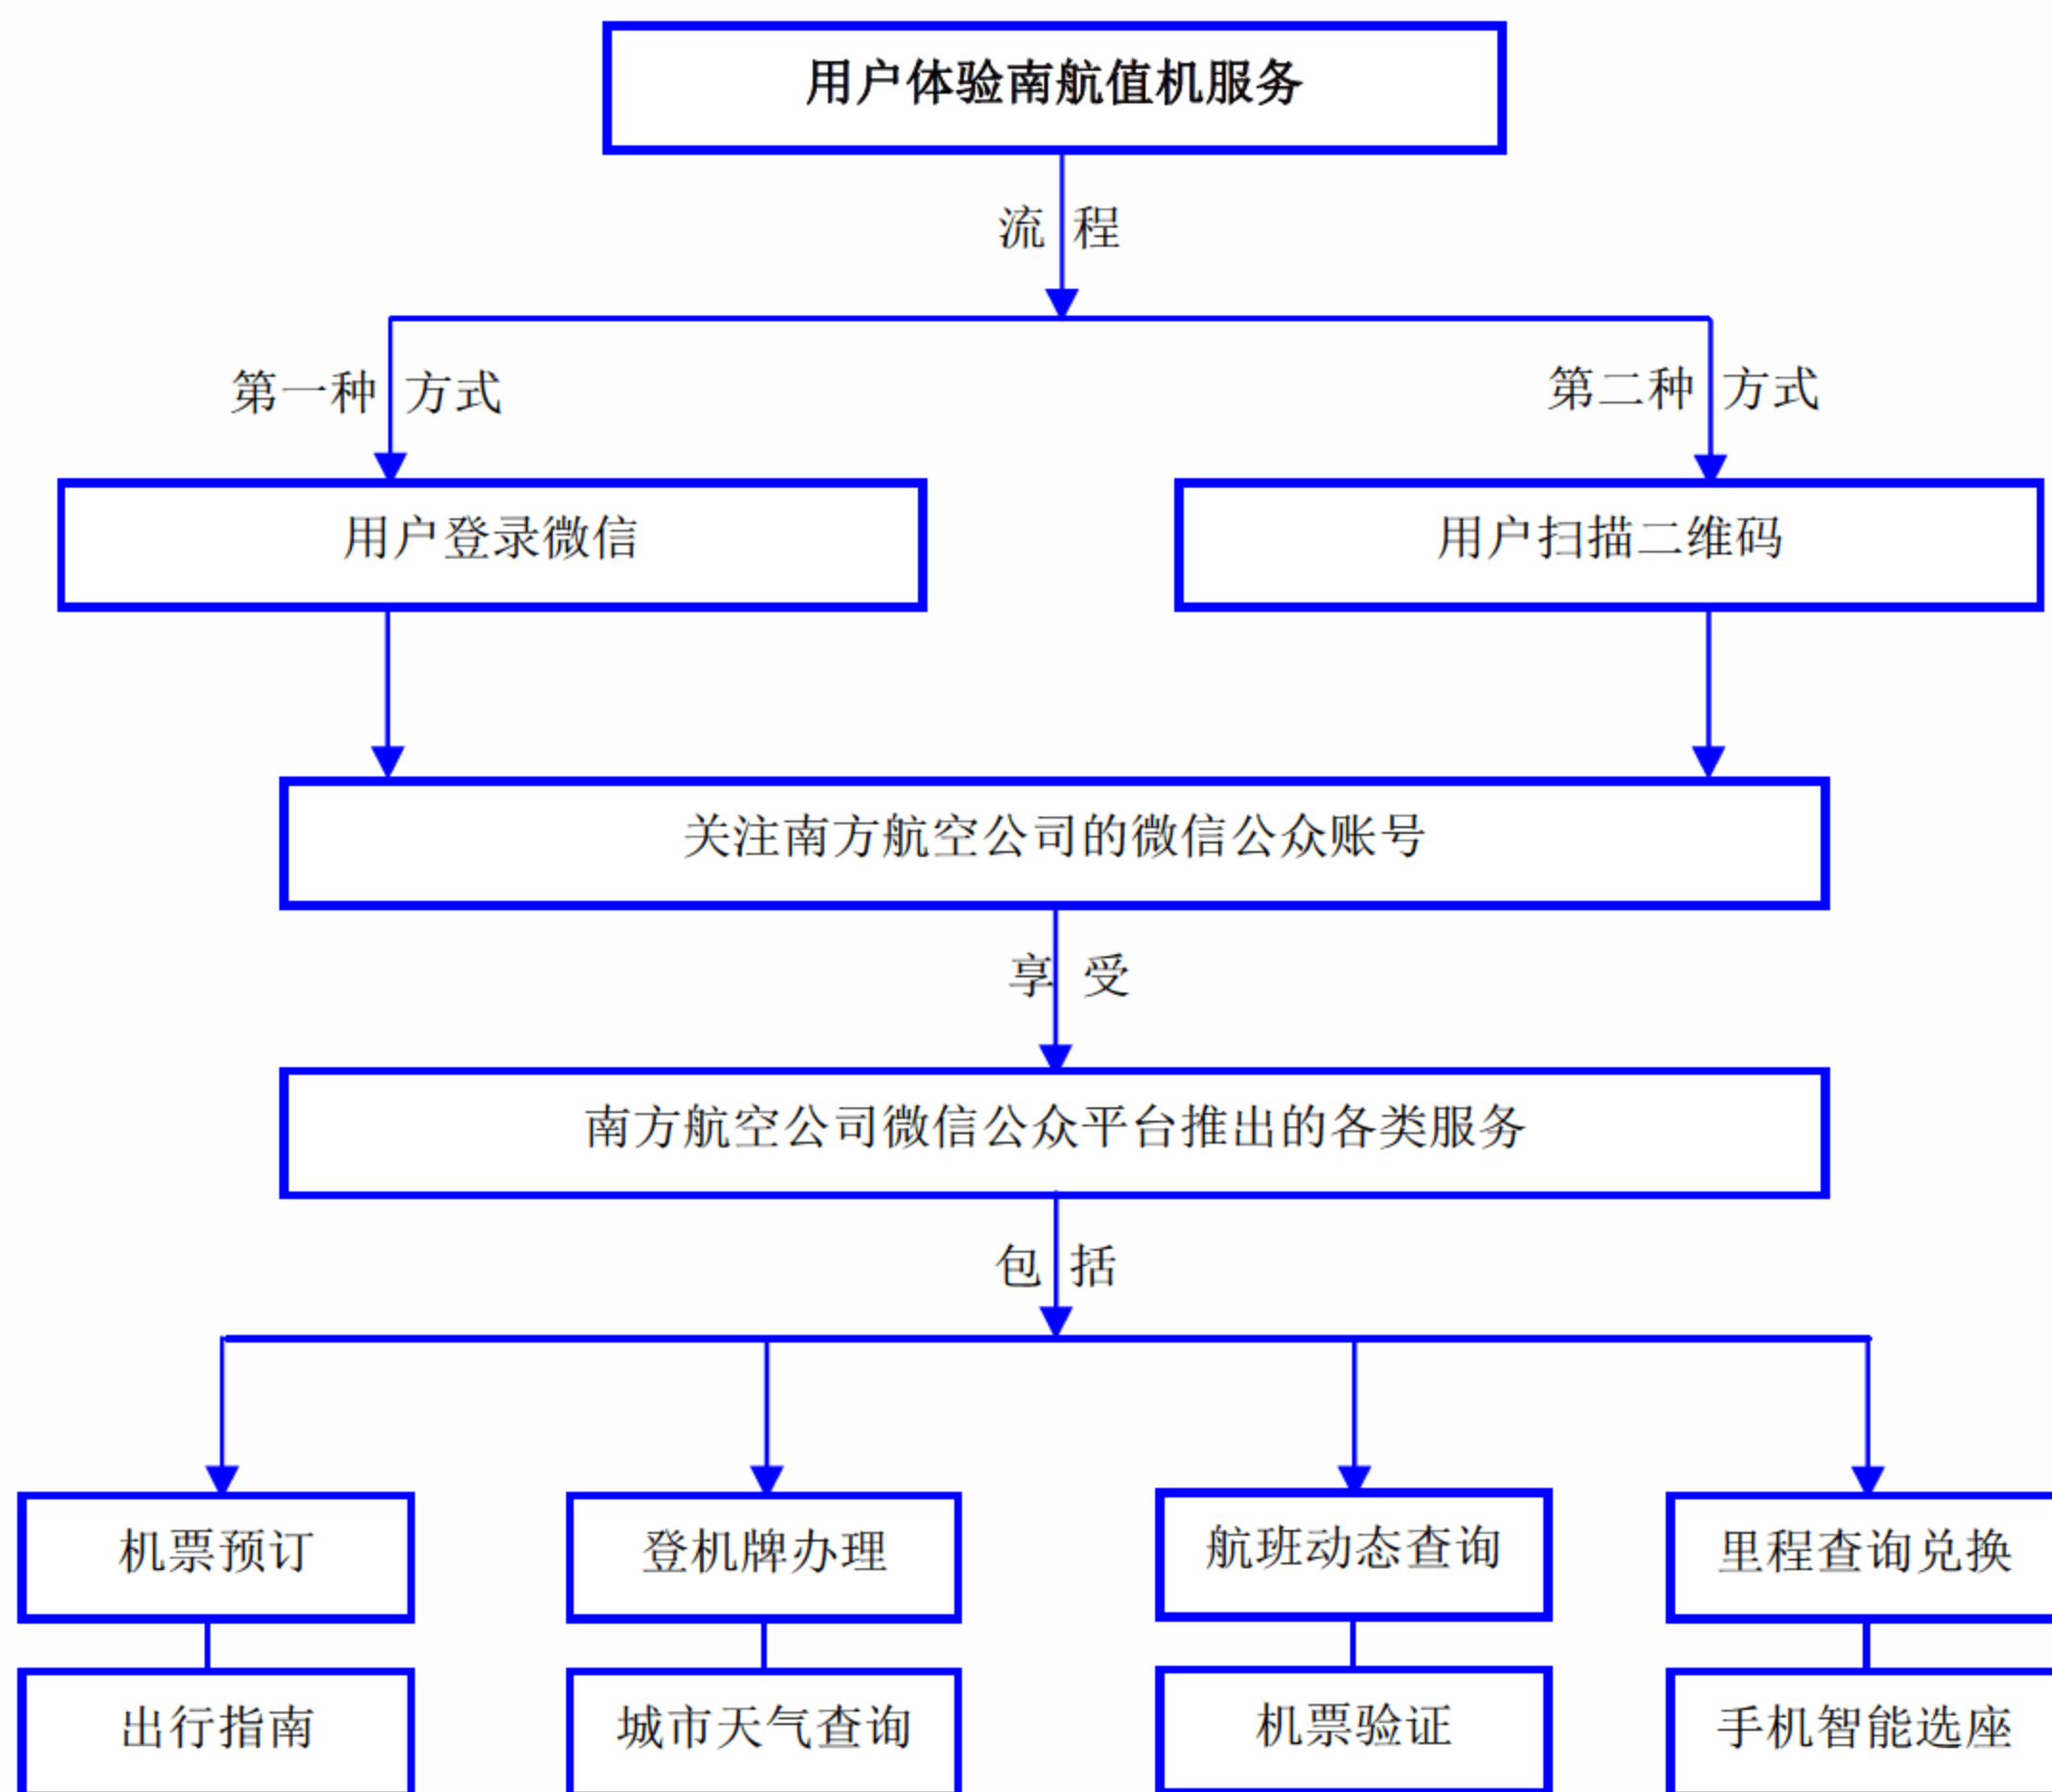 用户体验南航值机服务
流程
第一种方式
第二种方式
用户登录微信
用户扫描二维码
关注南方航空公司的微信公众账号
享受
南方航空公司微信公众平台推出的各类服务
包括
机票预订
登机牌办理
航班动态查询
里程查询兑换
出行指南
城市天气查询
机票验证
手机智能选座